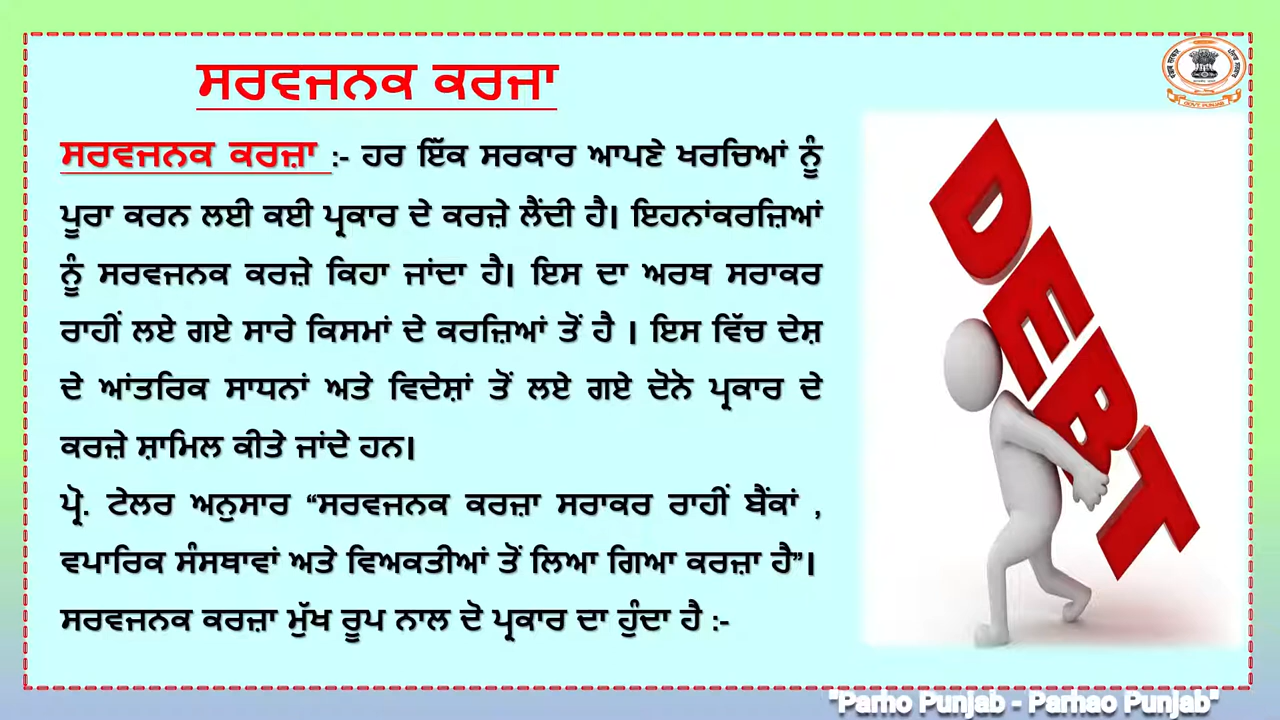 ਸਰਵਜਨਕ ਕਰਜਾ
ਸਰਵਜਨਕ ਕਰਜ਼ਾ :- ਹਰ ਇੱਕ ਸਰਕਾਰ ਆਪਣੇ ਖਰਚਿਆਂ ਨੂੰ
ਪੂਰਾ ਕਰਨ ਲਈ ਕਈ ਪ੍ਰਕਾਰ ਦੇ ਕਰਜ਼ੇ ਲੈਂਦੀ ਹੈ। ਇਹਨਾਂਕਰਜ਼ਿਆਂ
ਨੂੰ ਸਰਵਜਨਕ ਕਰਜ਼ੇ ਕਿਹਾ ਜਾਂਦਾ ਹੈ। ਇਸ ਦਾ ਅਰਥ ਸਰਾਕਰ
ਰਾਹੀਂ ਲਏ ਗਏ ਸਾਰੇ ਕਿਸਮਾਂ ਦੇ ਕਰਜ਼ਿਆਂ ਤੋਂ ਹੈ । ਇਸ ਵਿੱਚ ਦੇਸ਼
ਦੇ ਆਂਤਰਿਕ ਸਾਧਨਾਂ ਅਤੇ ਵਿਦੇਸ਼ਾਂ ਤੋਂ ਲਏ ਗਏ ਦੋਨੋ ਪ੍ਰਕਾਰ ਦੇ
ਕਰਜ਼ੇ ਸ਼ਾਮਿਲ ਕੀਤੇ ਜਾਂਦੇ ਹਨ।
ਪ੍ਰੋ. ਟੇਲਰ ਅਨੁਸਾਰ “ਸਰਵਜਨਕ ਕਰਜ਼ਾ ਸਰਾਕਰ ਰਾਹੀਂ ਬੈਂਕਾਂ ,
ਵਪਾਰਿਕ ਸੰਸਥਾਵਾਂ ਅਤੇ ਵਿਅਕਤੀਆਂ ਤੋਂ ਲਿਆ ਗਿਆ ਕਰਜ਼ਾ ਹੈ”।
ਸਰਵਜਨਕ ਕਰਜ਼ਾ ਮੁੱਖ ਰੂਪ ਨਾਲ ਦੋ ਪ੍ਰਕਾਰ ਦਾ ਹੁੰਦਾ ਹੈ :-
DEBT
GOVT PUNJAB
"Parho Punjab - Parhao Punjab"